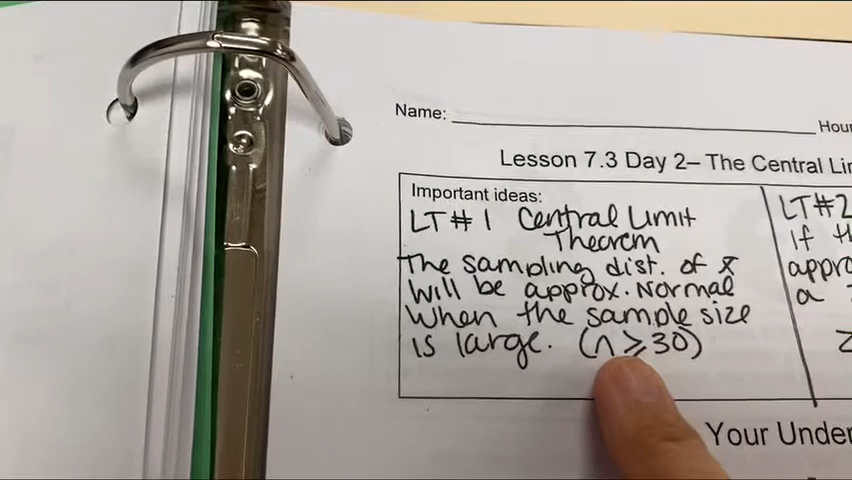 Name:
Hour
Lesson 7.3 Day 2– The Central
Important ideas:
LT#1 Central Limit
Theorem
The sampling dist. of x̄
will be approx. Normal
when the sample size
is large. (n ≥ 30)
LT#2
If th
appro
a
Z
Your Under